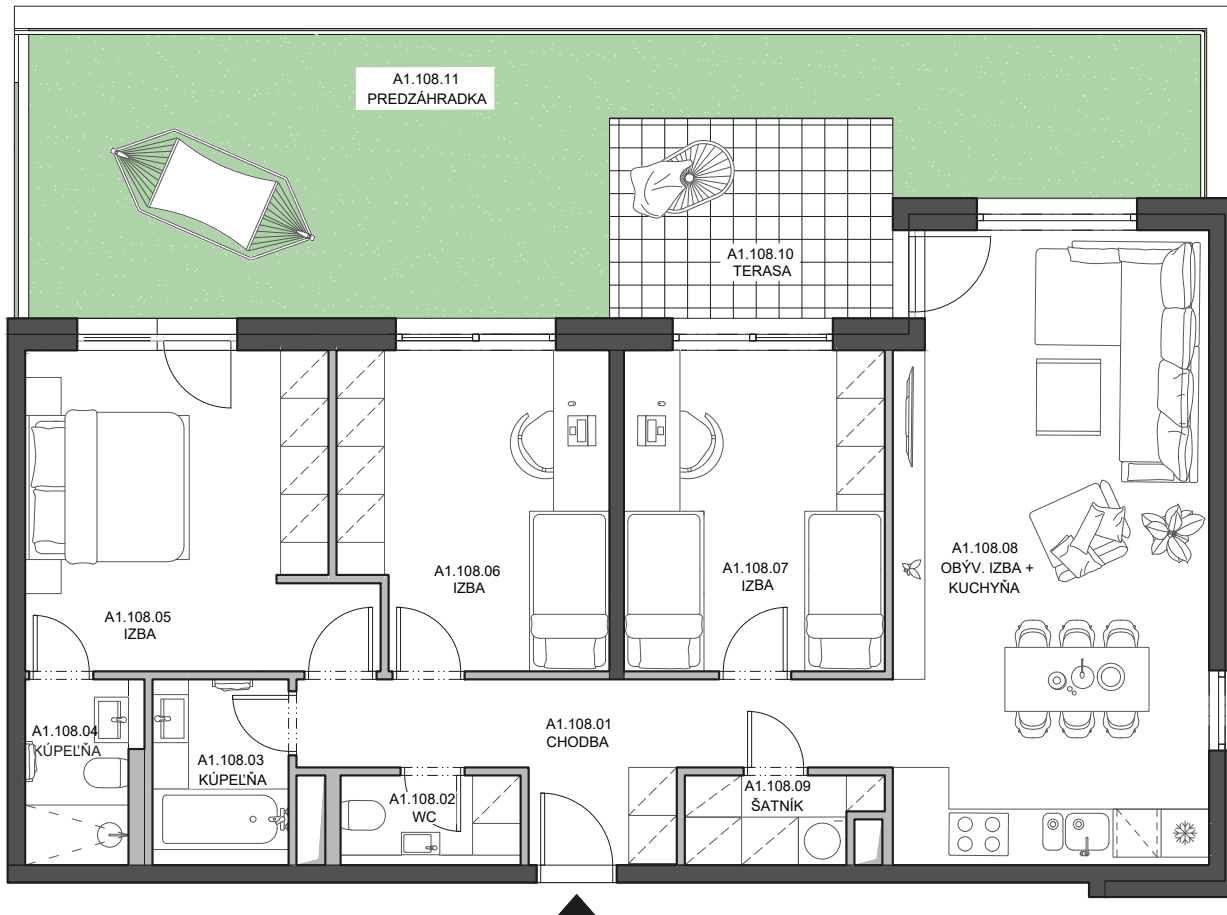 A1.108.11
PREDZÁHRADKA
A1.108.10
TERASA
A1.108.08
OBÝV. IZBA +
KUCHYŇA
A1.108.06
IZBA
A1.108.07
IZBA
A1.108.05
IZBA
A1.108.04
KÚPEĽŇA
A1.108.03
KÚPEĽŇA
A1.108.01
CHODBA
A1.108.02
WC
A1.108.09
ŠATNÍK